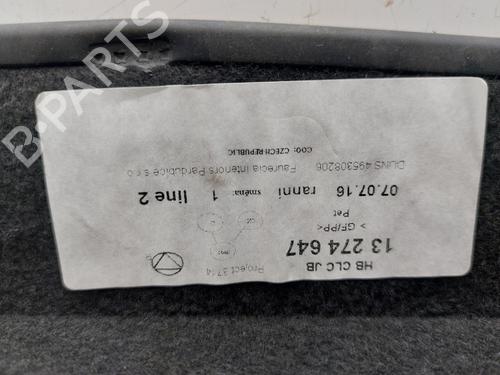 HB CLC JB
13 274 647
> GF/PP<
Pet
07.07.16 ranni směna: 1 line 2
DUNS 495308206
Faurecia Interiors Pardubice s.r.o
COO: CZECH REPUBLIC
Project 3714
B-PARTS